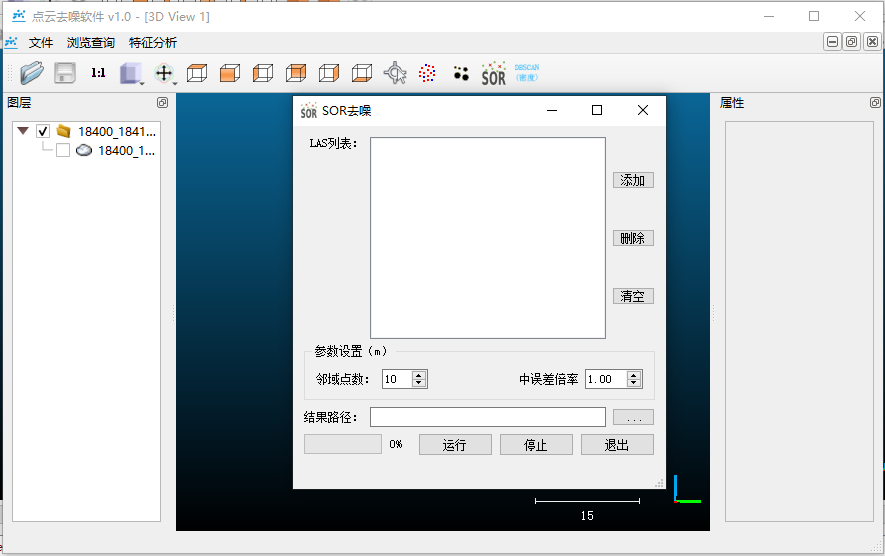 点云去噪软件 v1.0 - [3D View 1]
文件 浏览查询 特征分析
1:1 SOR DBSCAN
(密度)
图层
属性
18400_1841...
18400_1...
SOR SOR去噪
LAS列表：
添加
删除
清空
参数设置（m）
邻域点数： 10 中误差倍率 1.00
结果路径： ...
0% 运行 停止 退出
15